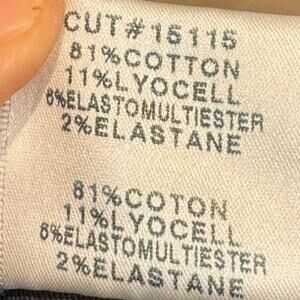 CUT#15115
81%COTTON
11%LYOCELL
6%ELASTOMULTIESTER
2%ELASTANE
81%COTON
11%LYOCELL
6%ELASTOMULTIESTER
2%ELASTANE